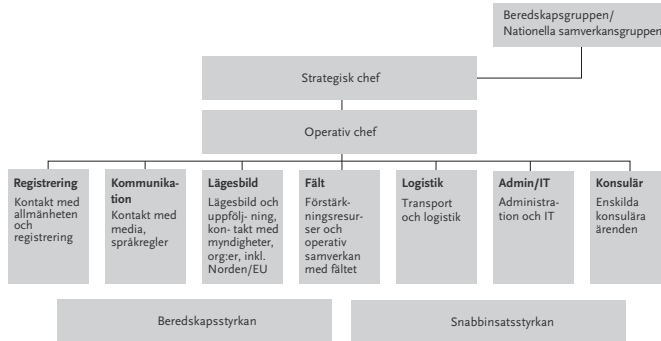 Beredskapsgruppen/
Nationella samverkansgruppen
Strategisk chef
Operativ chef
Registrering
Kontakt med
allmänheten
och
registrering
Kommunika-
tion
Kontakt med
media,
språkregler
Lägesbild
Lägesbild och
uppfölj- ning,
kon- takt med
myndigheter,
org:er, inkl.
Norden/EU
Fält
Förstärk-
ningsresur-
ser och
operativ
samverkan
med fältet
Logistik
Transport
och logistik
Admin/IT
Administra-
tion och IT
Konsulär
Enskilda
konsulära
ärenden
Beredskapsstyrkan
Snabbinsatsstyrkan